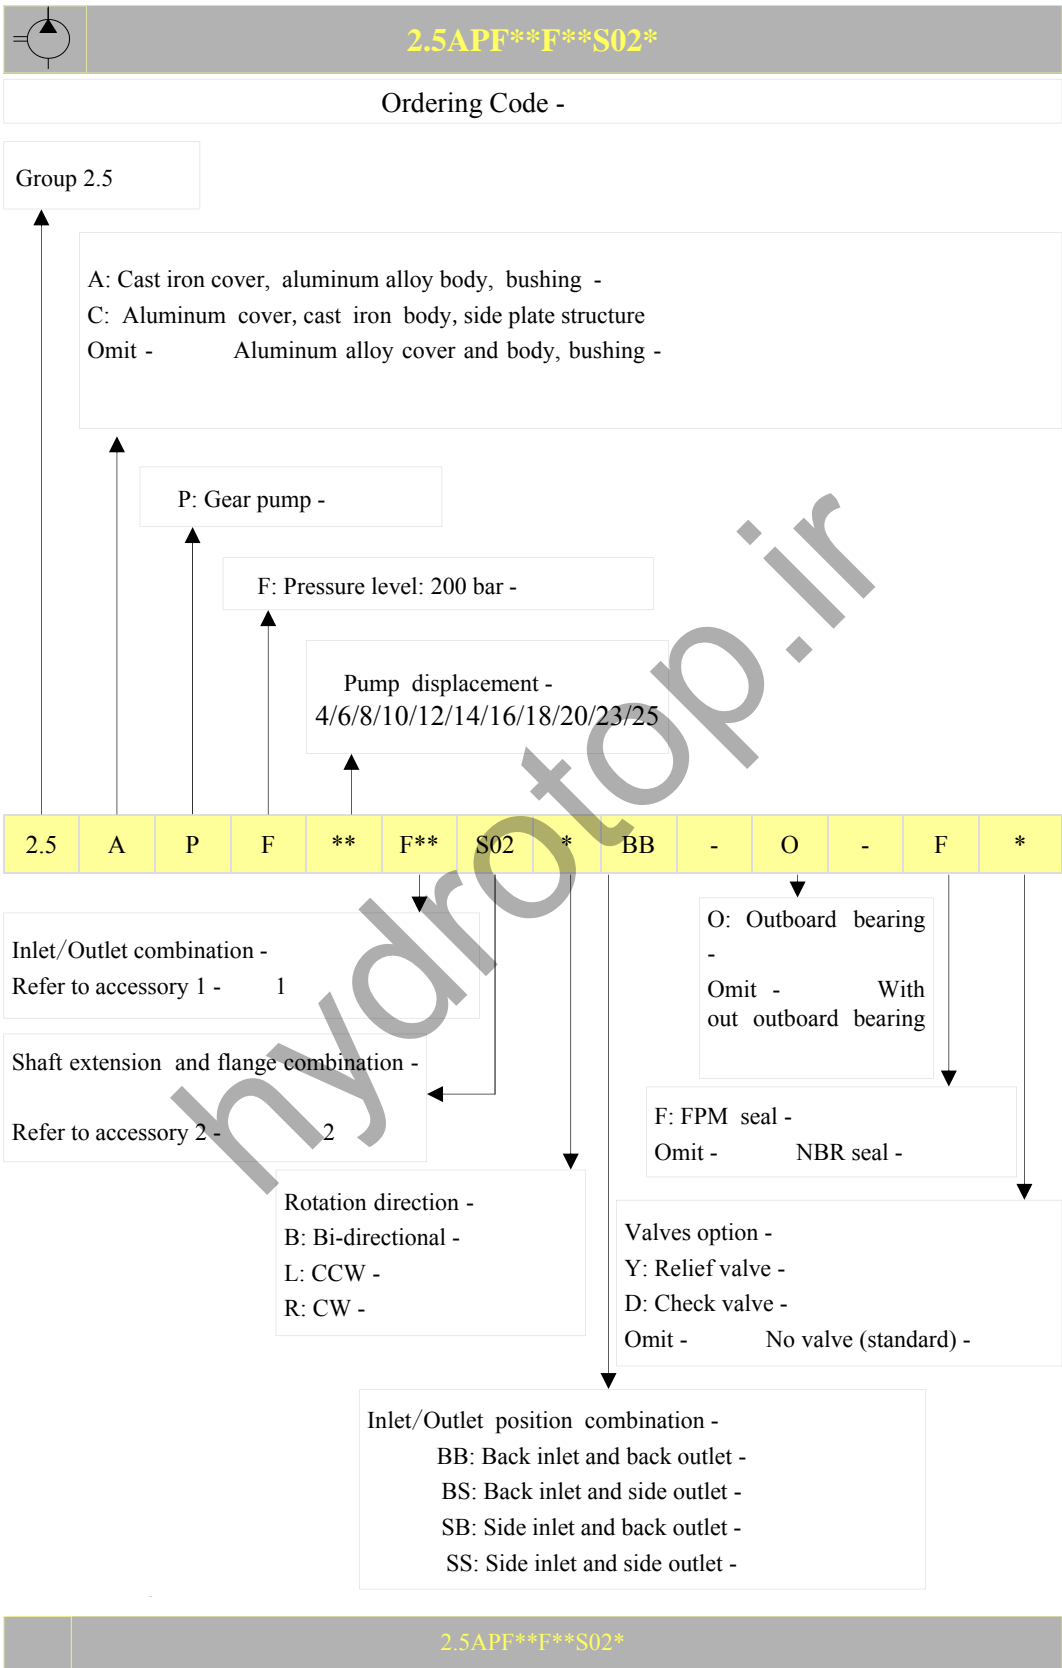 2.5APF**F**S02*
Ordering Code -
Group 2.5
A: Cast iron cover, aluminum alloy body, bushing -
C: Aluminum cover, cast iron body, side plate structure
Omit - Aluminum alloy cover and body, bushing -
P: Gear pump -
F: Pressure level: 200 bar -
Pump displacement -
4/6/8/10/12/14/16/18/20/23/25
2.5 A P F ** F** S02 * BB - O - F *
Inlet/Outlet combination -
Refer to accessory 1 - 1
Shaft extension and flange combination -
Refer to accessory 2 - 2
Rotation direction -
B: Bi-directional -
L: CCW -
R: CW -
O: Outboard bearing
-
Omit - With
out outboard bearing
F: FPM seal -
Omit - NBR seal -
Valves option -
Y: Relief valve -
D: Check valve -
Omit - No valve (standard) -
Inlet/Outlet position combination -
BB: Back inlet and back outlet -
BS: Back inlet and side outlet -
SB: Side inlet and back outlet -
SS: Side inlet and side outlet -
2.5APF**F**S02*
hydrotop.ir